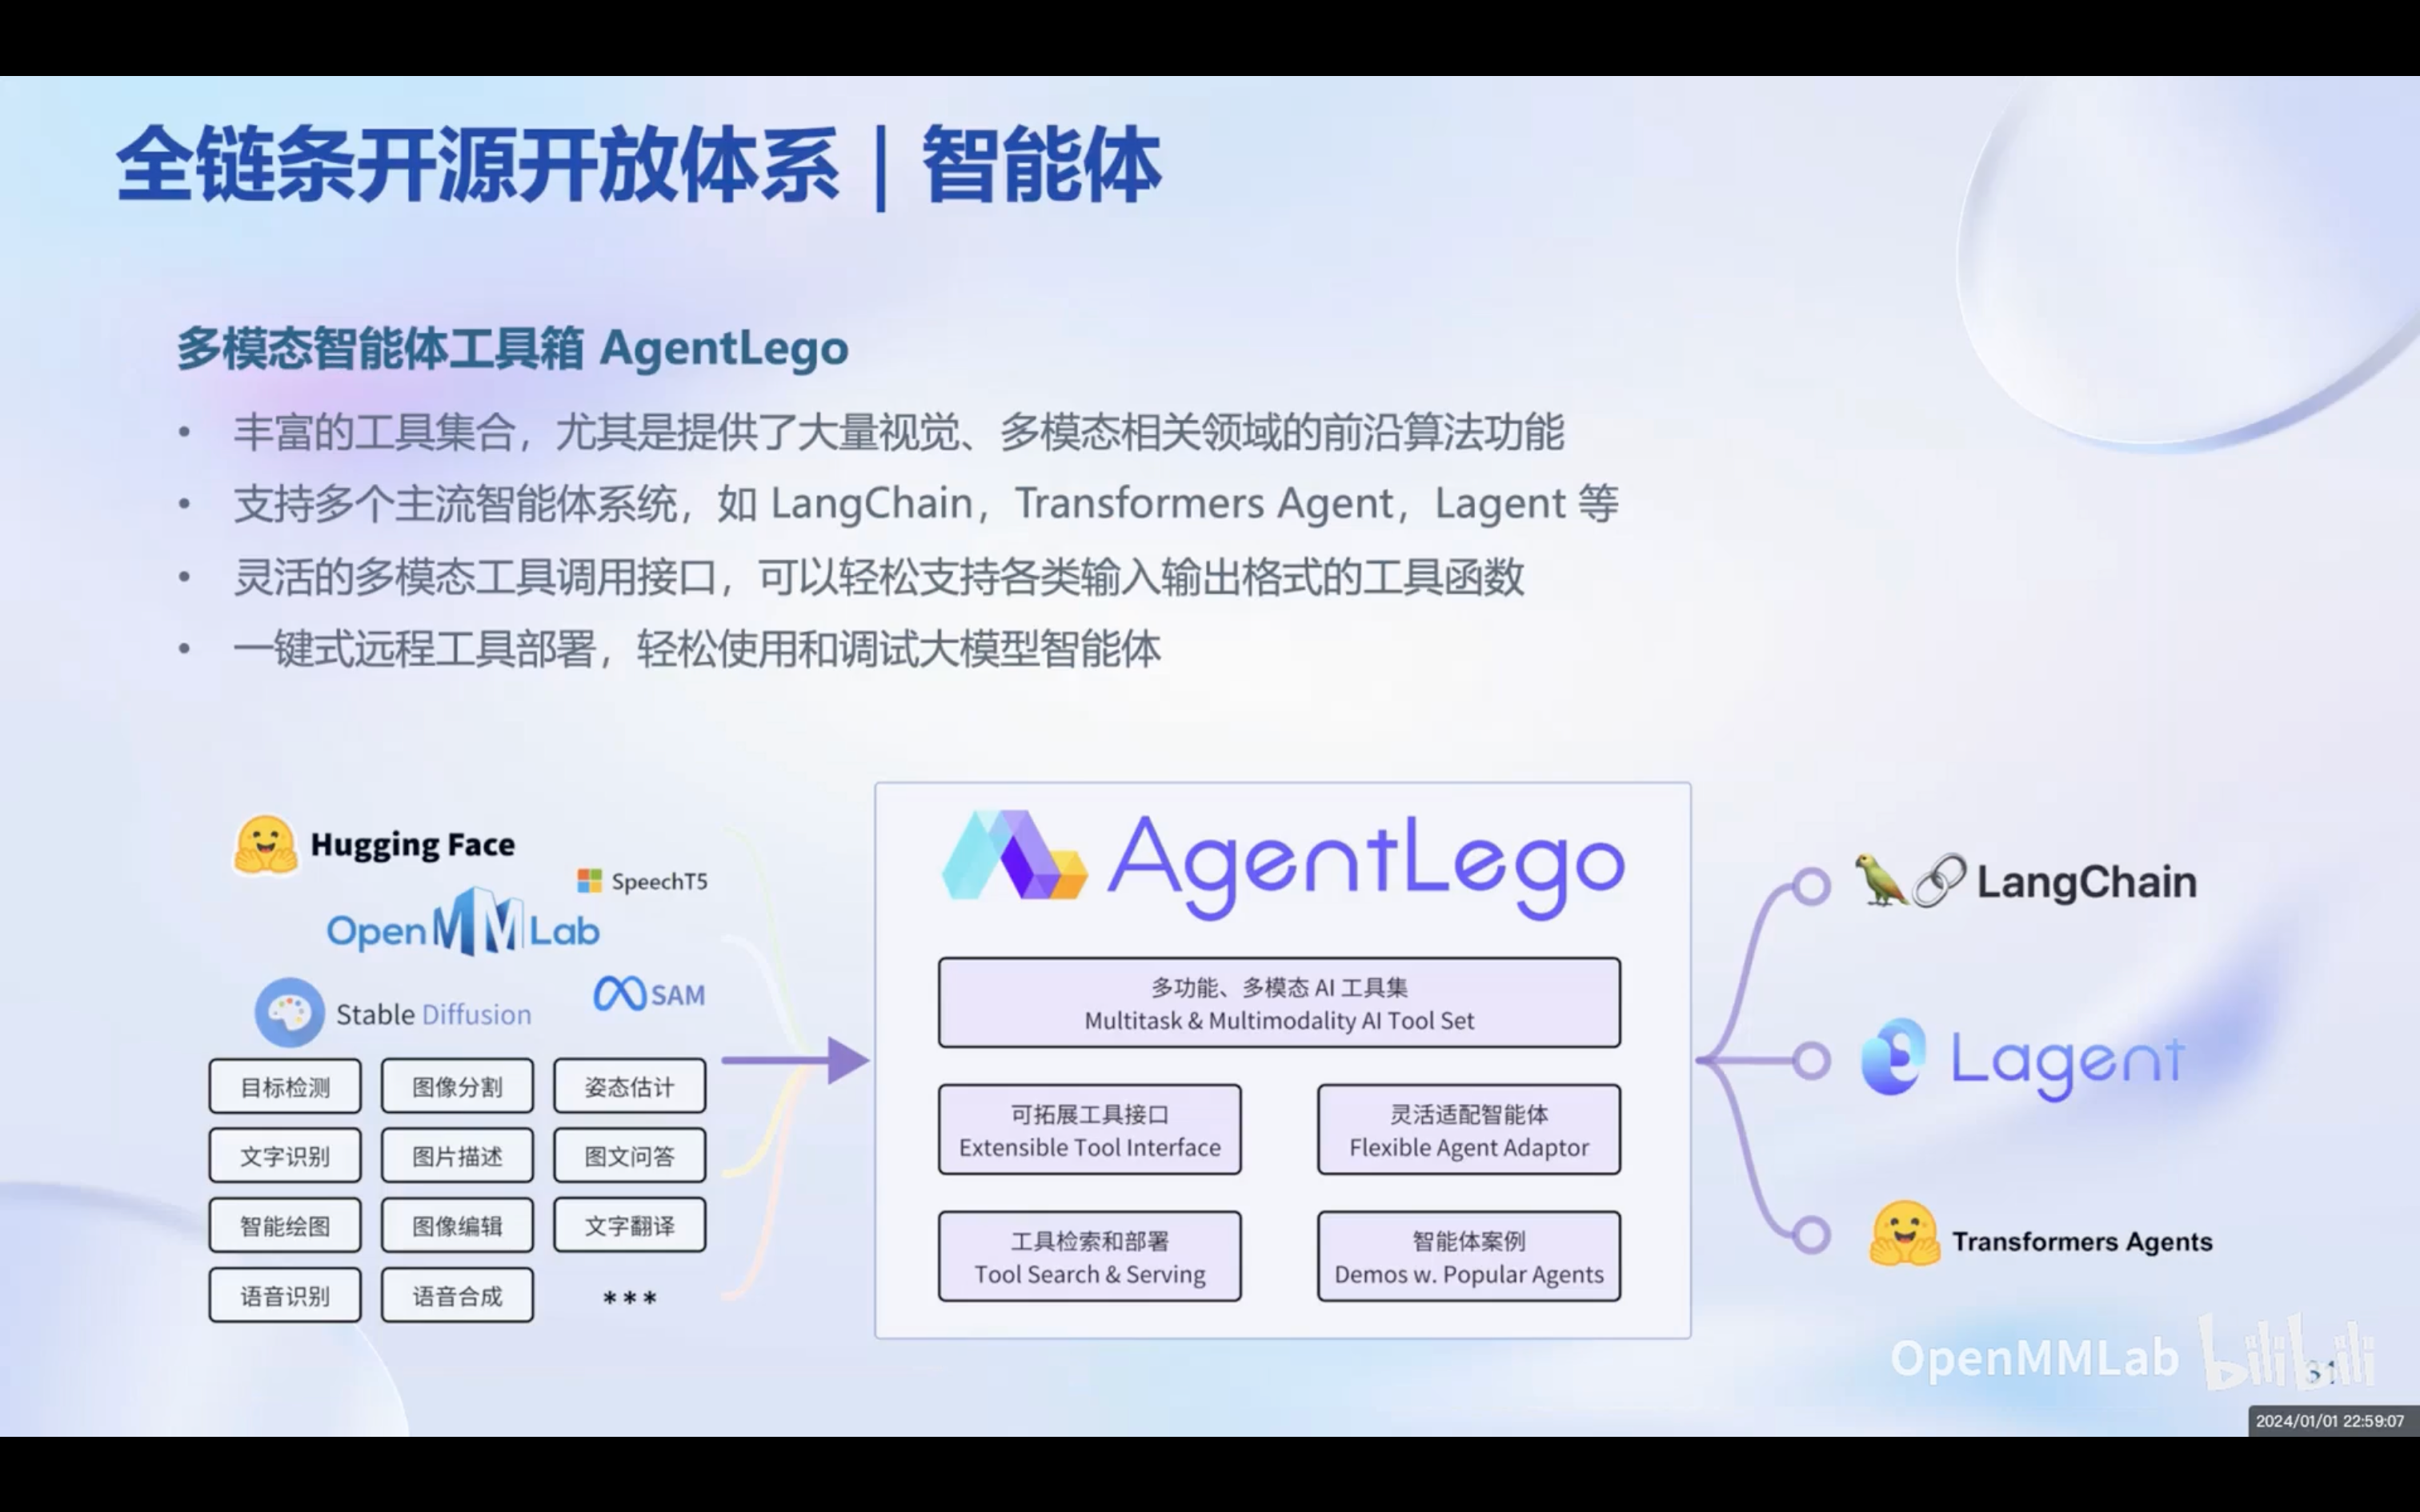 全链条开源开放体系 | 智能体
多模态智能体工具箱 AgentLego
• 丰富的工具集合，尤其是提供了大量视觉、多模态相关领域的前沿算法功能
• 支持多个主流智能体系统，如 LangChain，Transformers Agent，Lagent 等
• 灵活的多模态工具调用接口，可以轻松支持各类输入输出格式的工具函数
• 一键式远程工具部署，轻松使用和调试大模型智能体
Hugging Face
SpeechT5
OpenMMLab
Stable Diffusion
SAM
目标检测 图像分割 姿态估计
文字识别 图片描述 图文问答
智能绘图 图像编辑 文字翻译
语音识别 语音合成 ***
AgentLego
多功能、多模态 AI 工具集
Multitask & Multimodality AI Tool Set
可拓展工具接口
Extensible Tool Interface
灵活适配智能体
Flexible Agent Adaptor
工具检索和部署
Tool Search & Serving
智能体案例
Demos w. Popular Agents
LangChain
Lagent
Transformers Agents
OpenMMLab bilibili
2024/01/01 22:59:07